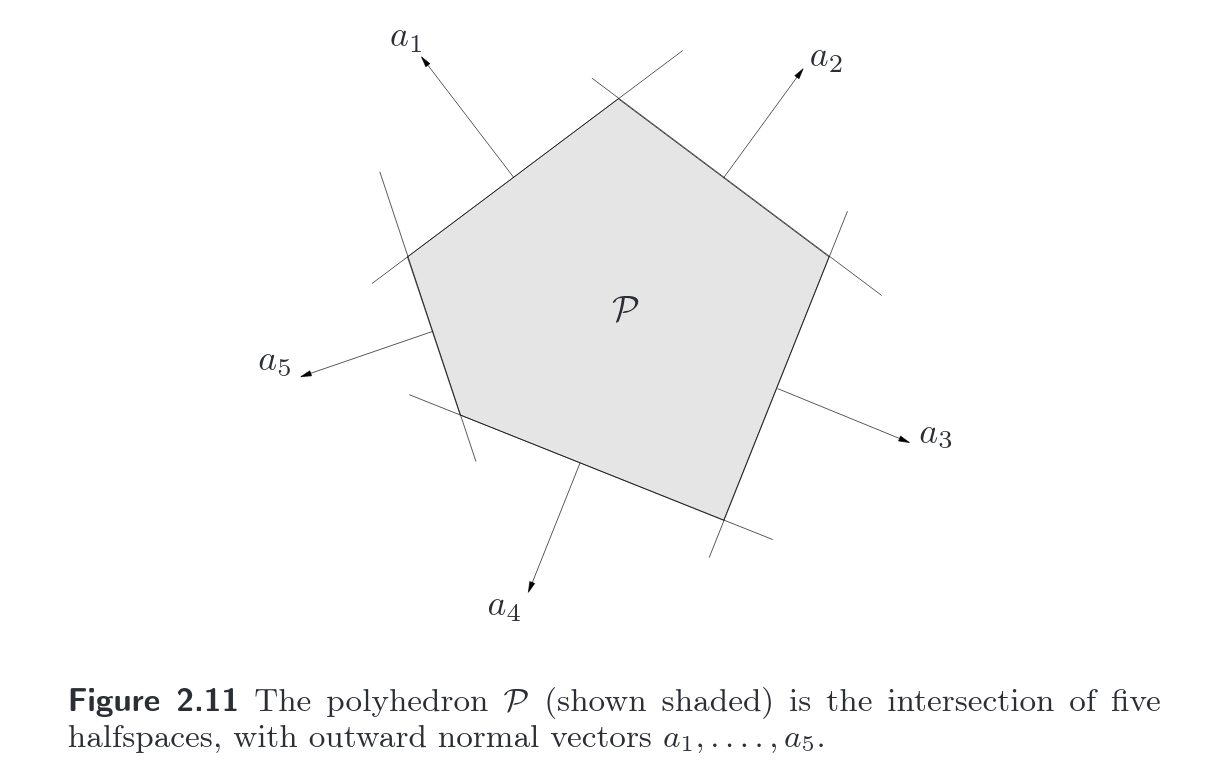 a₁
a₂
𝒫
a₅
a₃
a₄
Figure 2.11 The polyhedron 𝒫 (shown shaded) is the intersection of five
halfspaces, with outward normal vectors a₁, . . . . , a₅.